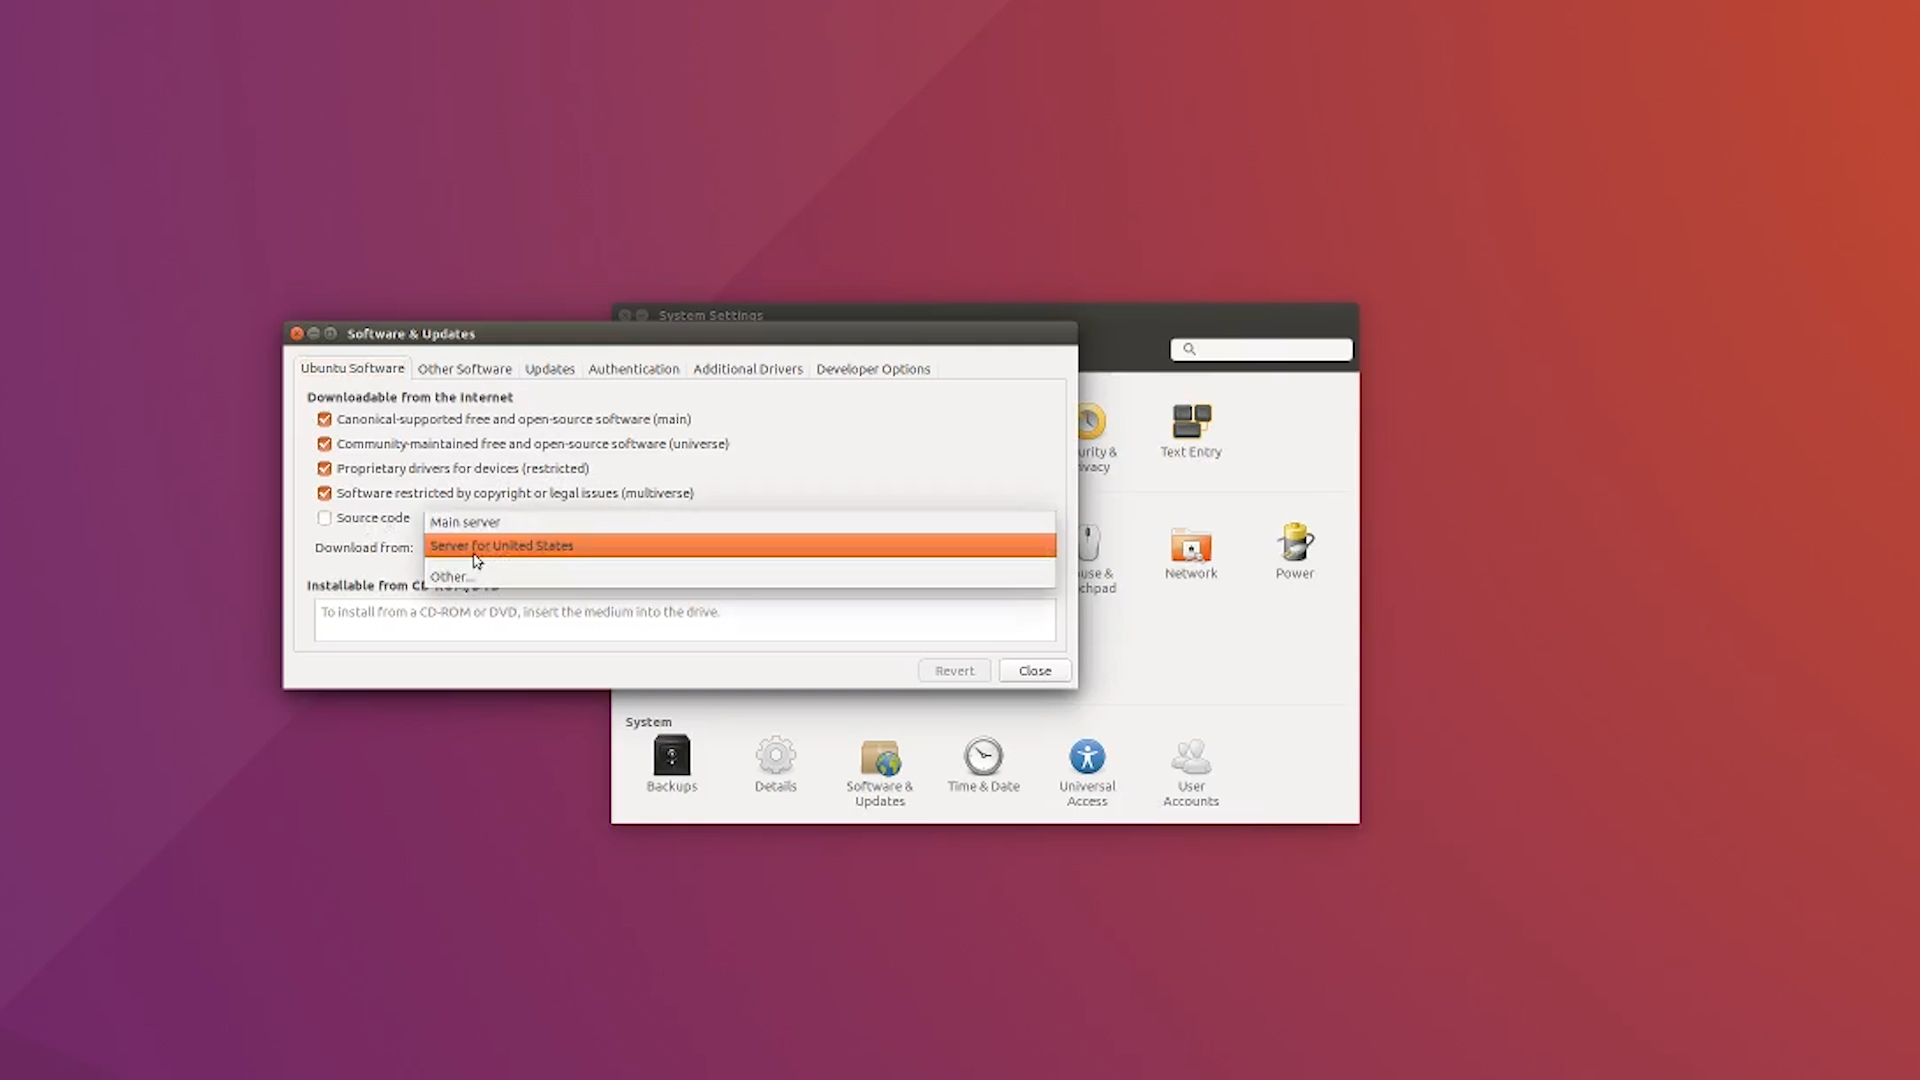 System Settings
Software & Updates
Ubuntu Software
Other Software
Updates
Authentication
Additional Drivers
Developer Options
Downloadable from the Internet
Canonical-supported free and open-source software (main)
Community-maintained free and open-source software (universe)
Proprietary drivers for devices (restricted)
Software restricted by copyright or legal issues (multiverse)
Source code
Main server
Download from:
Server for United States
Other...
Installable from
To install from a CD-ROM or DVD, insert the medium into the drive.
Revert
Close
Text Entry
Network
Power
System
Backups
Details
Software &
Updates
Time & Date
Universal
Access
User
Accounts